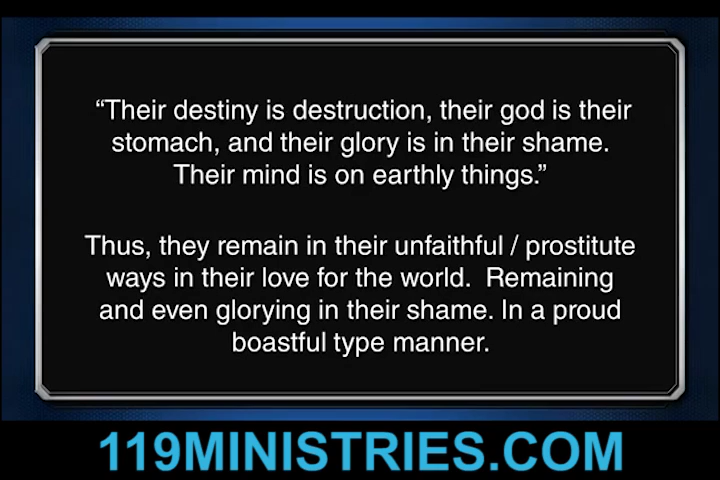 “Their destiny is destruction, their god is their
stomach, and their glory is in their shame.
Their mind is on earthly things.”
Thus, they remain in their unfaithful / prostitute
ways in their love for the world.  Remaining
and even glorying in their shame. In a proud
boastful type manner.
119MINISTRIES.COM